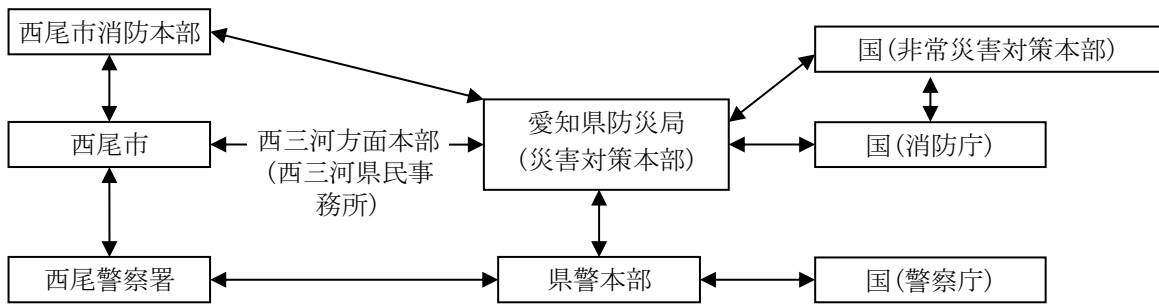 西尾市消防本部
国(非常災害対策本部)
愛知県防災局
(災害対策本部)
西尾市
西三河方面本部
(西三河県民事
務所)
国(消防庁)
西尾警察署
県警本部
国(警察庁)